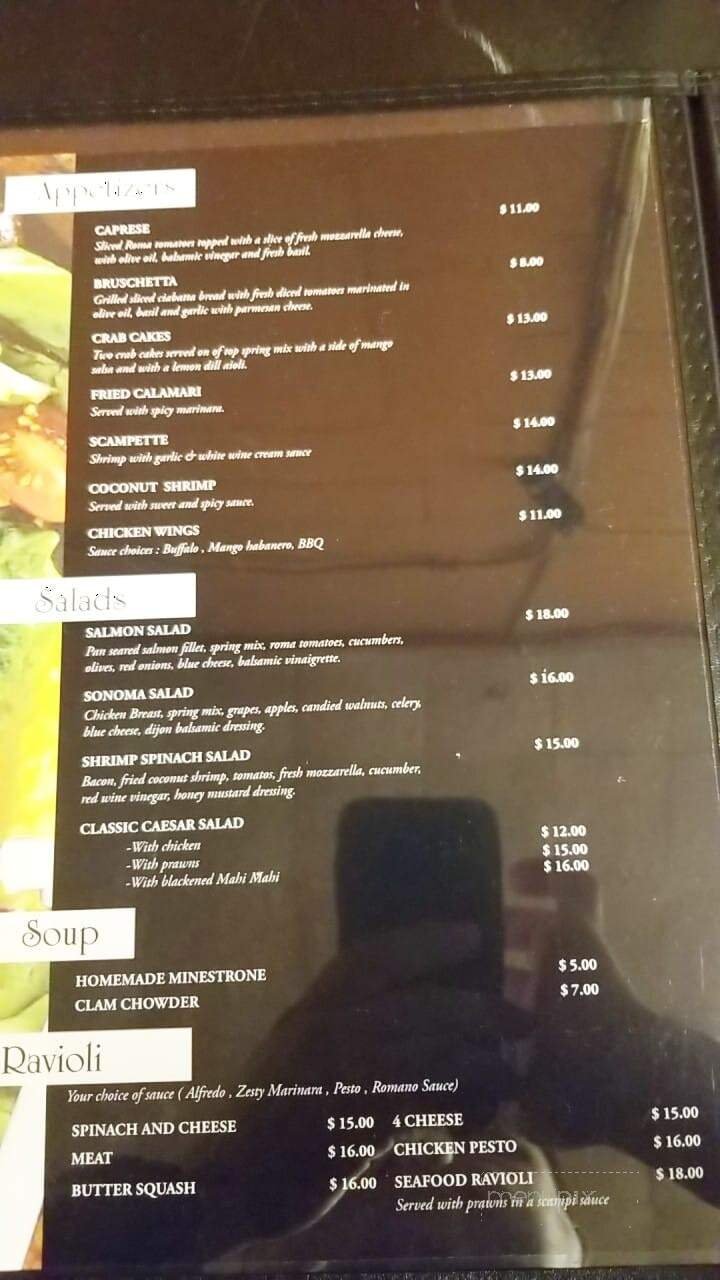 Appetizers
CAPRESE $ 11.00
Sliced Roma tomatoes topped with a slice of fresh mozzarella cheese,
with olive oil, balsamic vinegar and fresh basil.
BRUSCHETTA $ 8.00
Grilled sliced ciabatta bread with fresh diced tomatoes marinated in
olive oil, basil and garlic with parmesan cheese.
CRAB CAKES $ 13.00
Two crab cakes served on of top spring mix with a side of mango
salsa and with a lemon dill aioli.
FRIED CALAMARI $ 13.00
Served with spicy marinara.
SCAMPETTE $ 14.00
Shrimp with garlic & white wine cream sauce
COCONUT SHRIMP $ 14.00
Served with sweet and spicy sauce.
CHICKEN WINGS $ 11.00
Sauce choices : Buffalo , Mango habanero, BBQ
Salads
SALMON SALAD $ 18.00
Pan seared salmon fillet, spring mix, roma tomatoes, cucumbers,
olives, red onions, blue cheese, balsamic vinaigrette.
SONOMA SALAD $ 16.00
Chicken Breast, spring mix, grapes, apples, candied walnuts, celery,
blue cheese, dijon balsamic dressing.
SHRIMP SPINACH SALAD $ 15.00
Bacon, fried coconut shrimp, tomatos, fresh mozzarella, cucumber,
red wine vinegar, honey mustard dressing.
CLASSIC CAESAR SALAD
-With chicken $ 12.00
-With prawns $ 15.00
-With blackened Mahi Mahi $ 16.00
Soup
HOMEMADE MINESTRONE $ 5.00
CLAM CHOWDER $ 7.00
Ravioli
Your choice of sauce ( Alfredo , Zesty Marinara , Pesto , Romano Sauce)
SPINACH AND CHEESE $ 15.00 4 CHEESE $ 15.00
MEAT $ 16.00 CHICKEN PESTO $ 16.00
BUTTER SQUASH $ 16.00 SEAFOOD RAVIOLI $ 18.00
menupix
Served with prawns in a scampi sauce